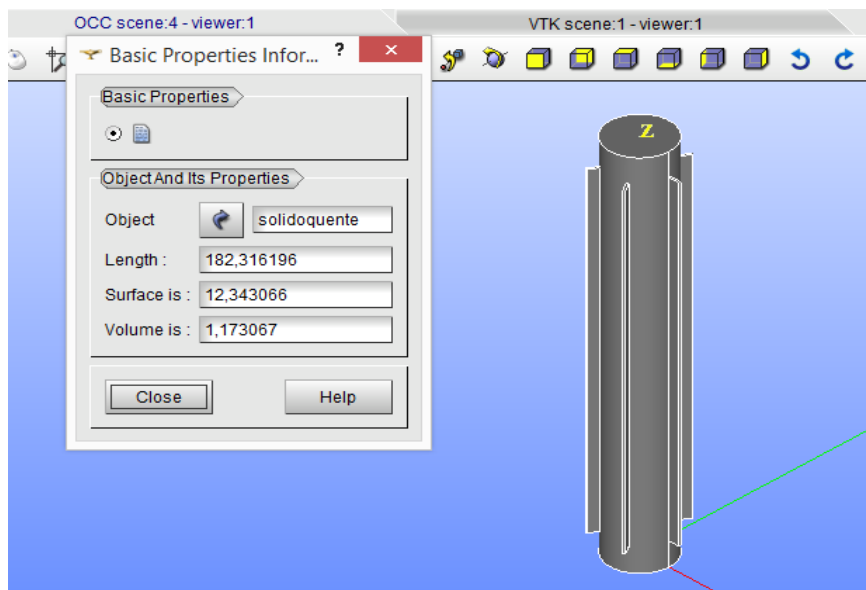 OCC scene:4 - viewer:1
VTK scene:1 - viewer:1
Basic Properties Infor... ?
Basic Properties
Object And Its Properties
Object
solidoquente
Length :
182,316196
Surface is :
12,343066
Volume is :
1,173067
Close
Help
Z